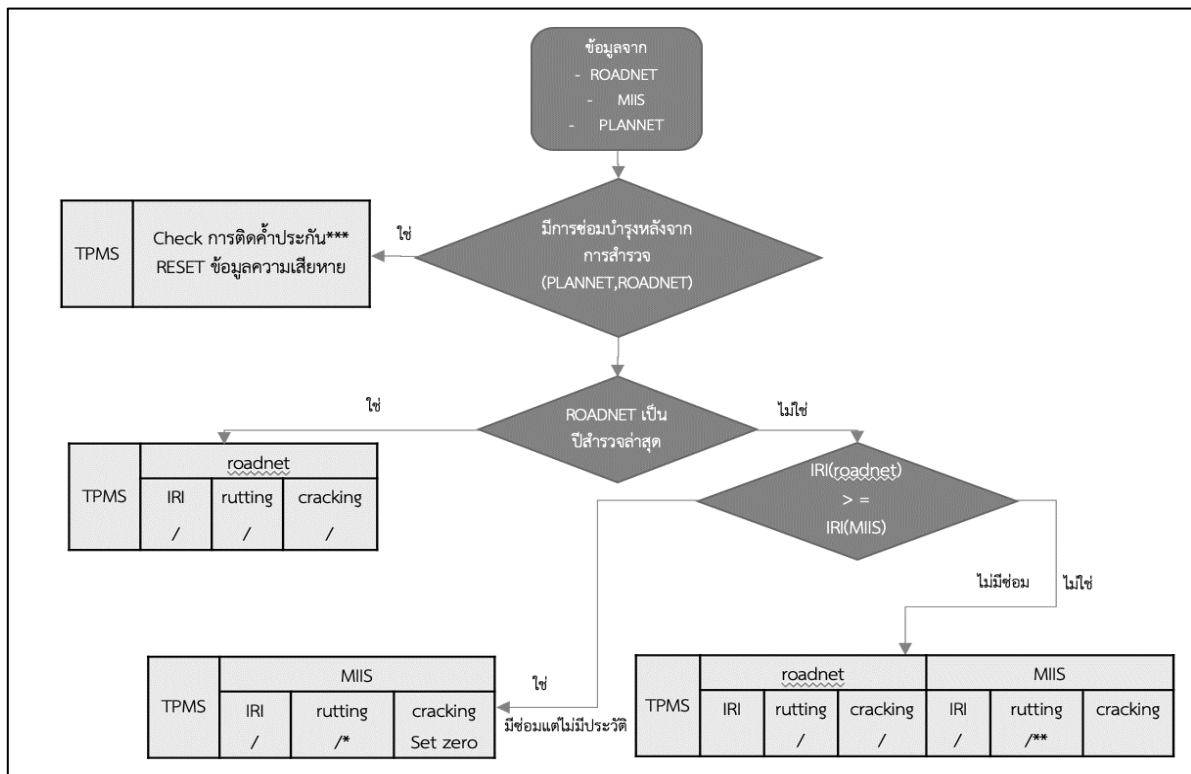 ข้อมูลจาก
- ROADNET
- MIIS
- PLANNET
มีการซ่อมบำรุงหลังจาก
การสำรวจ
(PLANNET,ROADNET)
ใช่
TPMS
Check การติดค้ำประกัน***
RESET ข้อมูลความเสียหาย
ROADNET เป็น
ปีสำรวจล่าสุด
ใช่
ไม่ใช่
TPMS
roadnet
IRI rutting cracking
/ / /
IRI(roadnet)
> =
IRI(MIIS)
ไม่มีซ่อม ไม่ใช่
ใช่
มีซ่อมแต่ไม่มีประวัติ
TPMS
MIIS
IRI rutting cracking
/ /* Set zero
TPMS
roadnet MIIS
IRI rutting cracking IRI rutting cracking
/ / / /**